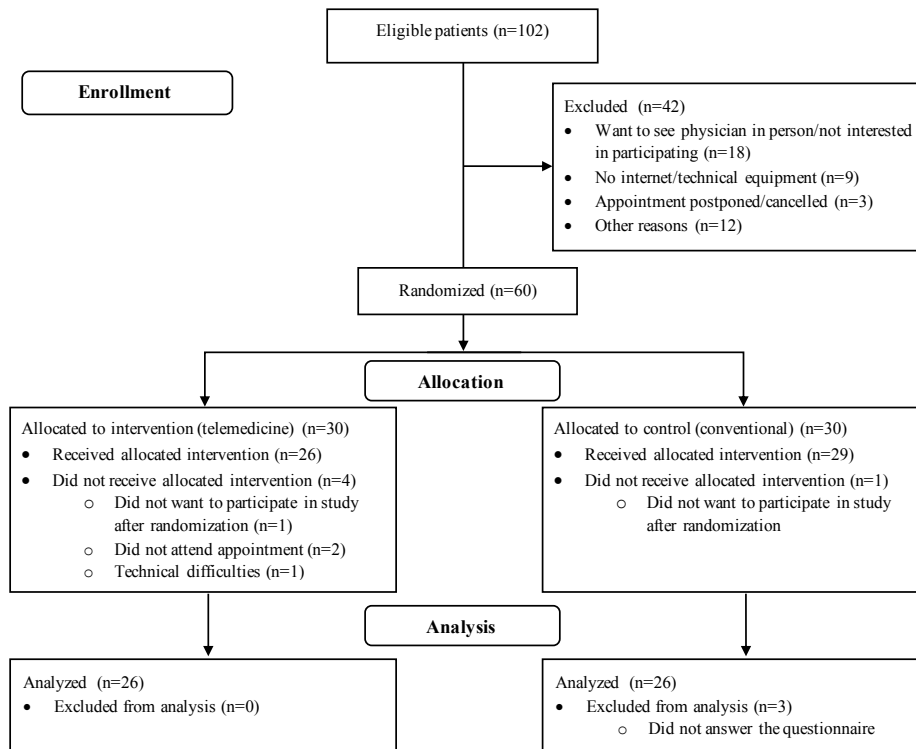 Eligible patients (n=102)
Enrollment
Excluded (n=42)
• Want to see physician in person/not interested
in participating (n=18)
• No internet/technical equipment (n=9)
• Appointment postponed/cancelled (n=3)
• Other reasons (n=12)
Randomized (n=60)
Allocation
Allocated to intervention (telemedicine) (n=30)
• Received allocated intervention (n=26)
• Did not receive allocated intervention (n=4)
o Did not want to participate in study
after randomization (n=1)
o Did not attend appointment (n=2)
o Technical difficulties (n=1)
Allocated to control (conventional) (n=30)
• Received allocated intervention (n=29)
• Did not receive allocated intervention (n=1)
o Did not want to participate in study
after randomization
Analysis
Analyzed (n=26)
• Excluded from analysis (n=0)
Analyzed (n=26)
• Excluded from analysis (n=3)
o Did not answer the questionnaire